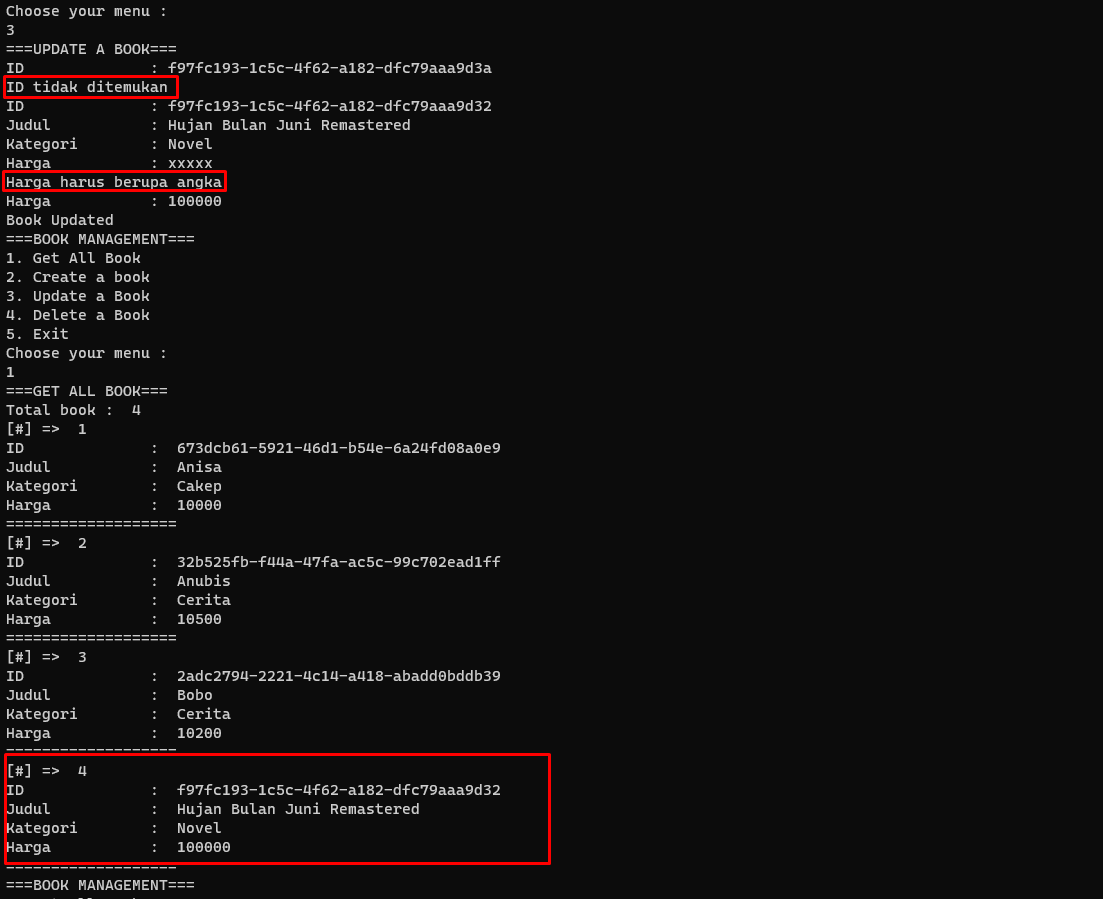 Choose your menu :
3
===UPDATE A BOOK===
ID : f97fc193-1c5c-4f62-a182-dfc79aaa9d3a
ID tidak ditemukan
ID : f97fc193-1c5c-4f62-a182-dfc79aaa9d32
Judul : Hujan Bulan Juni Remastered
Kategori : Novel
Harga : xxxxx
Harga harus berupa angka
Harga : 100000
Book Updated
===BOOK MANAGEMENT===
1. Get All Book
2. Create a book
3. Update a Book
4. Delete a Book
5. Exit
Choose your menu :
1
===GET ALL BOOK===
Total book : 4
[#] => 1
ID : 673dcb61-5921-46d1-b54e-6a24fd08a0e9
Judul : Anisa
Kategori : Cakep
Harga : 10000
===================
[#] => 2
ID : 32b525fb-f44a-47fa-ac5c-99c702ead1ff
Judul : Anubis
Kategori : Cerita
Harga : 10500
===================
[#] => 3
ID : 2adc2794-2221-4c14-a418-abadd0bddb39
Judul : Bobo
Kategori : Cerita
Harga : 10200
===================
[#] => 4
ID : f97fc193-1c5c-4f62-a182-dfc79aaa9d32
Judul : Hujan Bulan Juni Remastered
Kategori : Novel
Harga : 100000
===================
===BOOK MANAGEMENT===